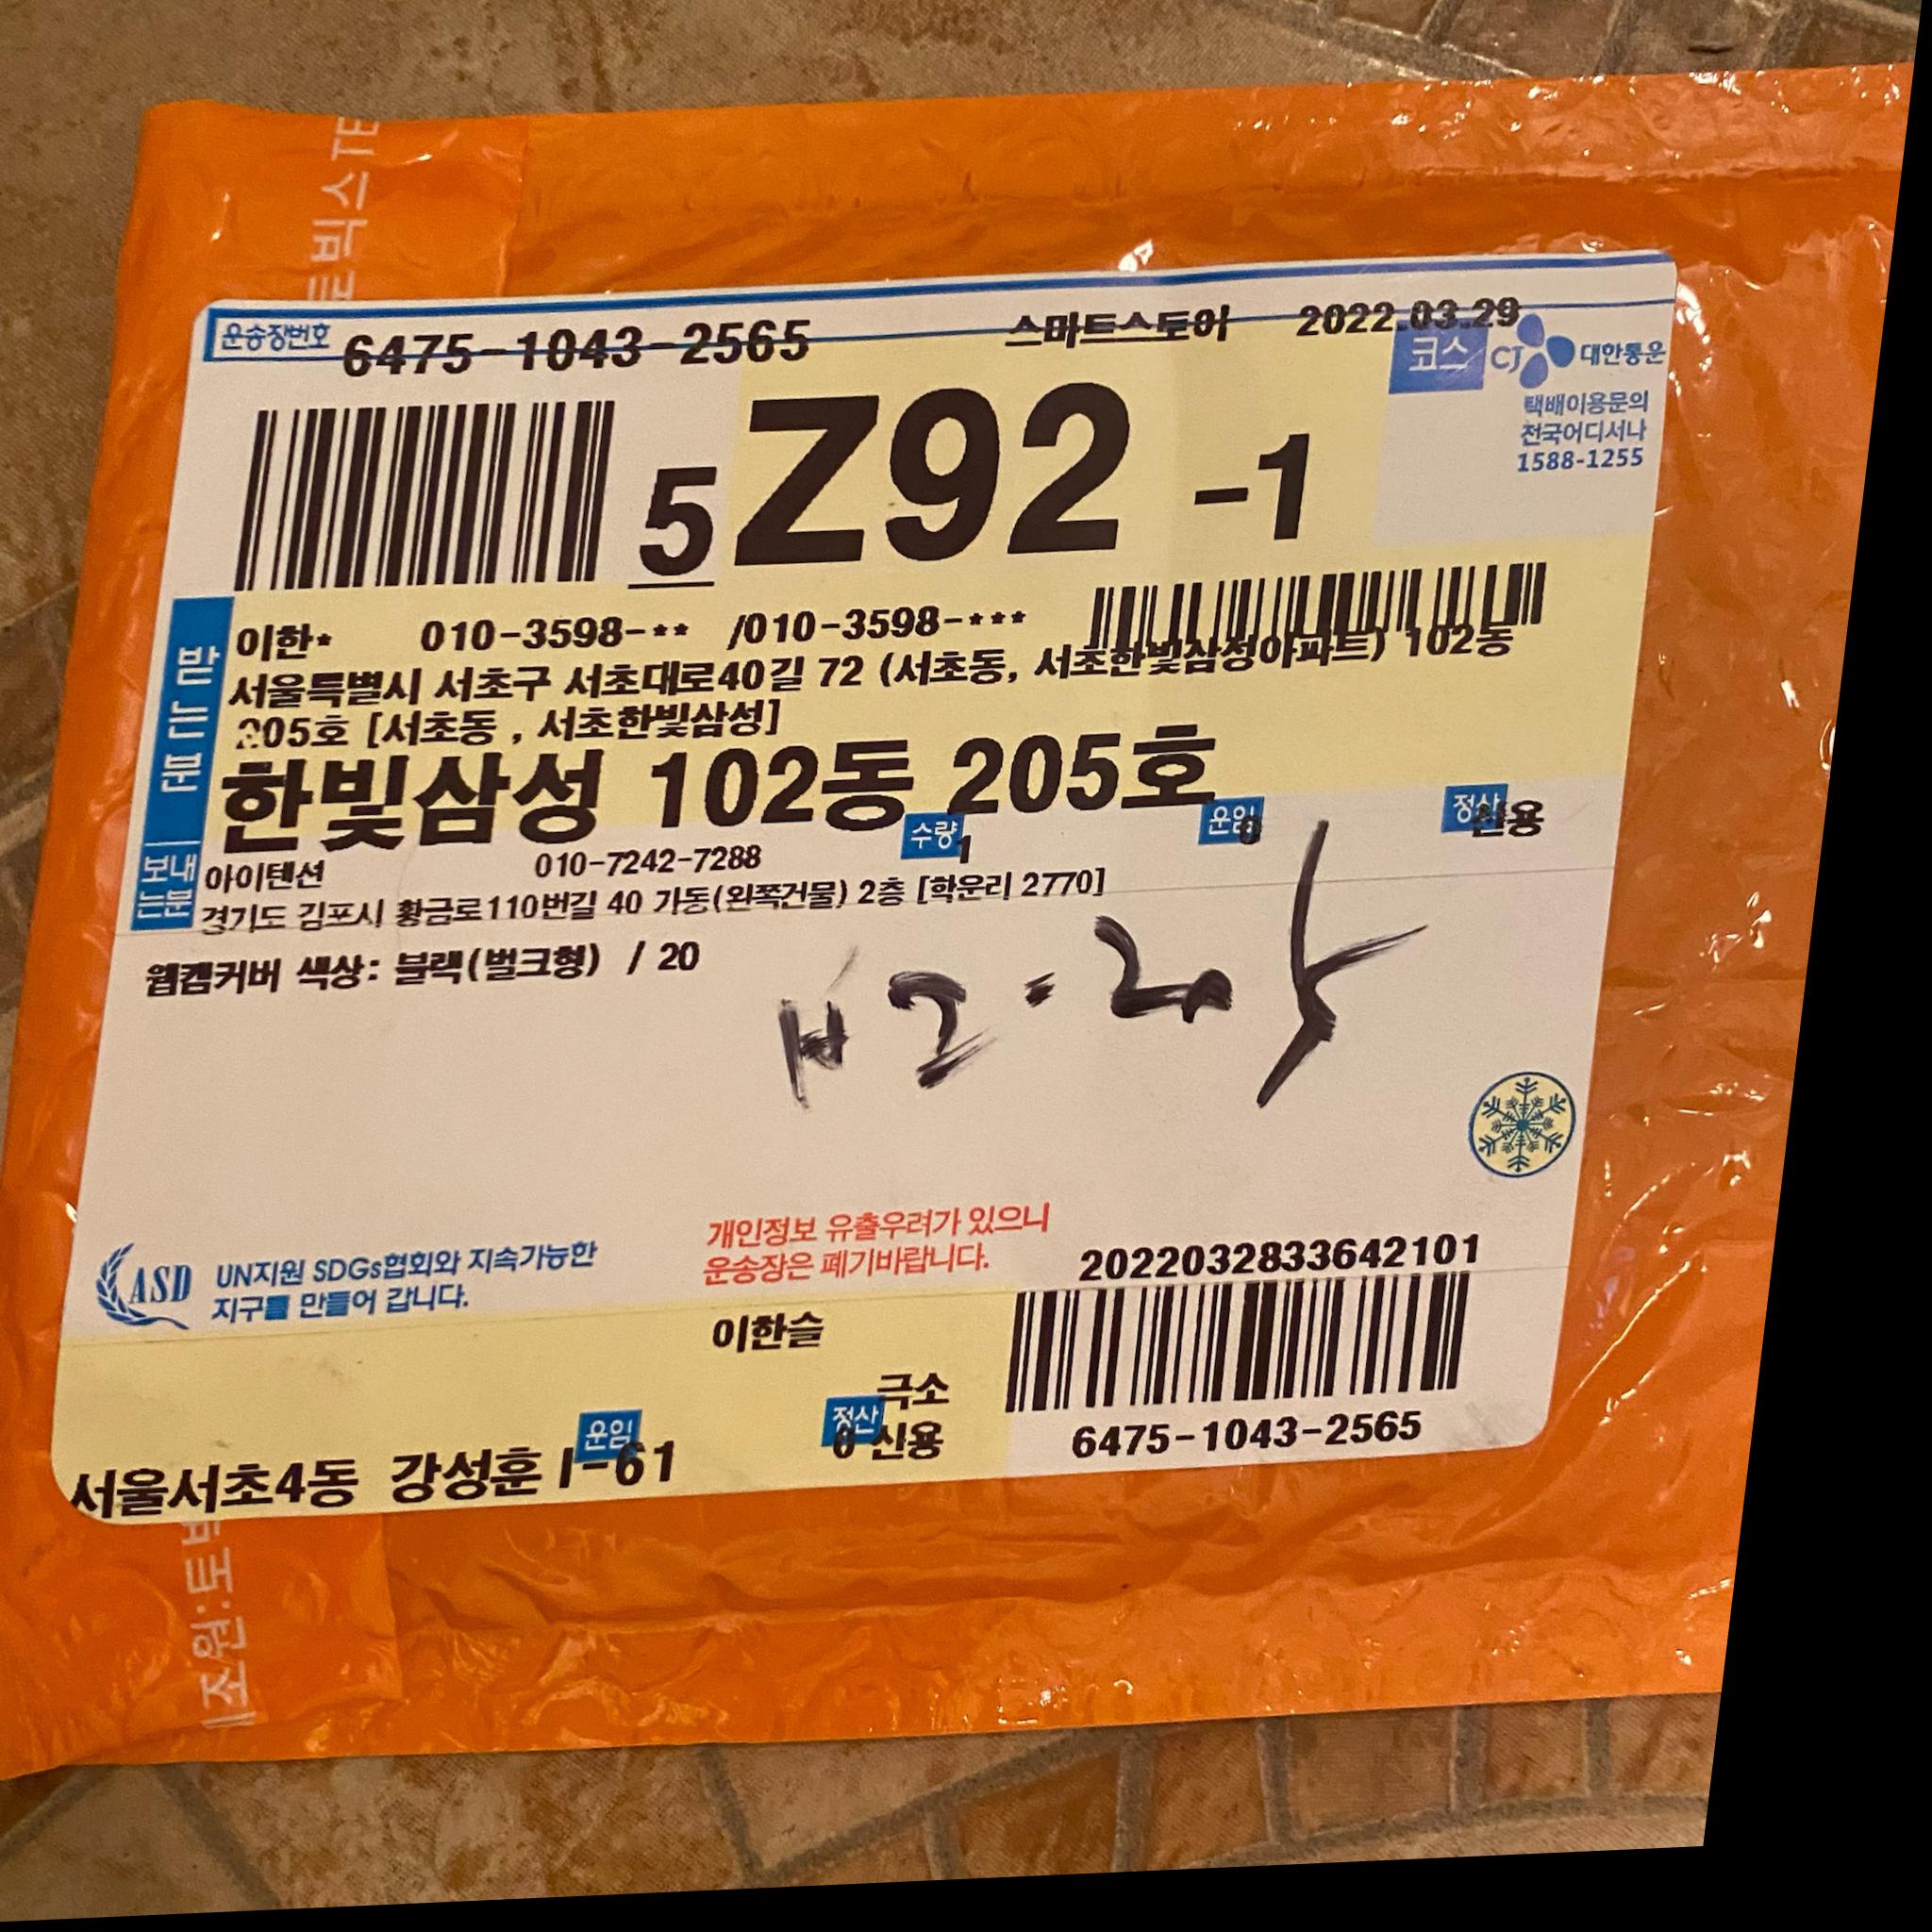 운송장번호 6475-1043-2565 스마트스토어 2022.03.29
코스 CJ 대한통운
택배이용문의
전국어디서나
1588-1255
5 Z92 -1
받는분
이한* 010-3598-** /010-3598-***
서울특별시 서초구 서초대로40길 72 (서초동, 서초한빛삼성아파트) 102동
205호 [서초동 , 서초한빛삼성]
한빛삼성 102동 205호
수량 1 운임 0 정산 신용
보내는분
아이텐션 010-7242-7288
경기도 김포시 황금로110번길 40 가동(왼쪽건물) 2층 [학운리 2770]
웹캠커버 색상: 블랙(벌크형) / 20
205
개인정보 유출우려가 있으니
운송장은 폐기바랍니다.
ASD UN지원 SDGs협회와 지속가능한
지구를 만들어 갑니다.
2022032833642101
이한슬
극소
운임 정산 0 신용
6475-1043-2565
서울서초4동 강성훈 I-61